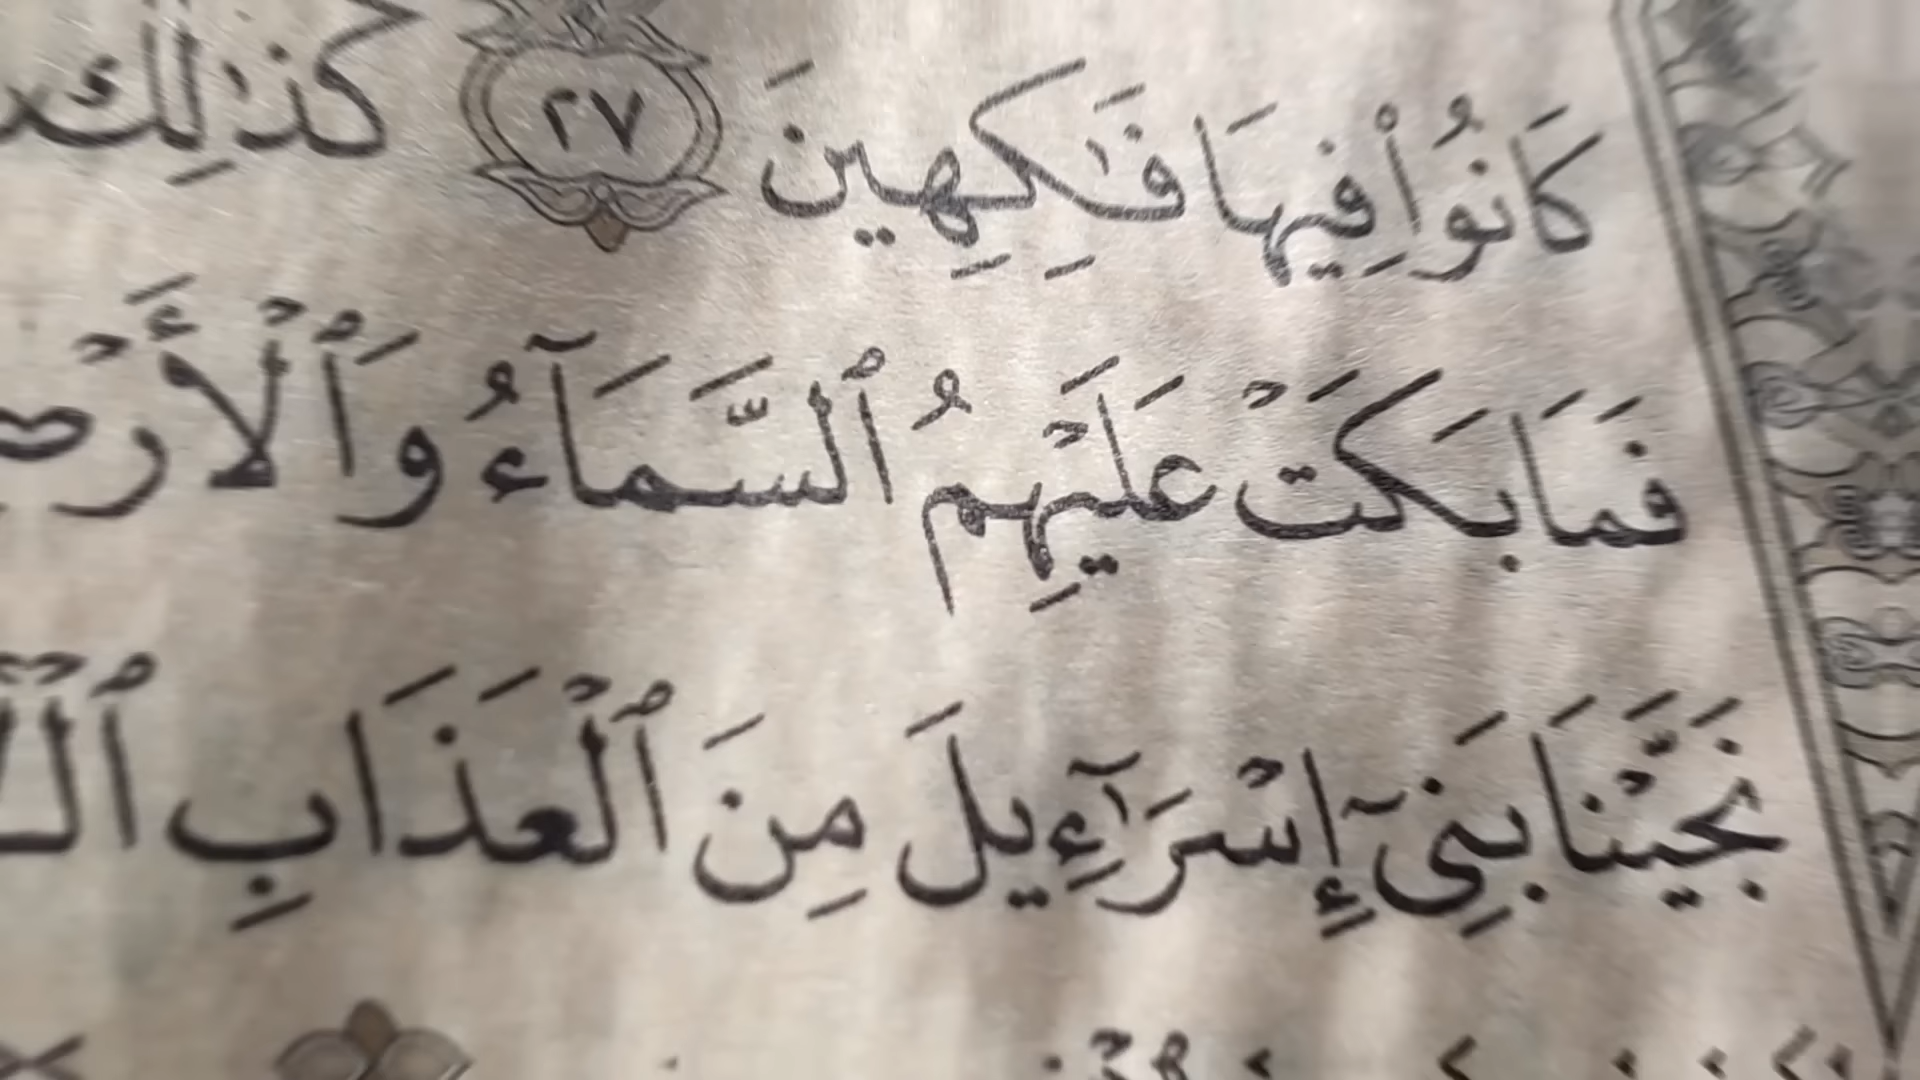 كَانُوا۟ فِيهَا فَـٰكِهِينَ ٢٧ كَذَٰلِكَ
فَمَا بَكَتْ عَلَيْهِمُ ٱلسَّمَآءُ وَٱلْأَرْضُ
نَجَّيْنَا بَنِىٓ إِسْرَٰٓءِيلَ مِنَ ٱلْعَذَابِ